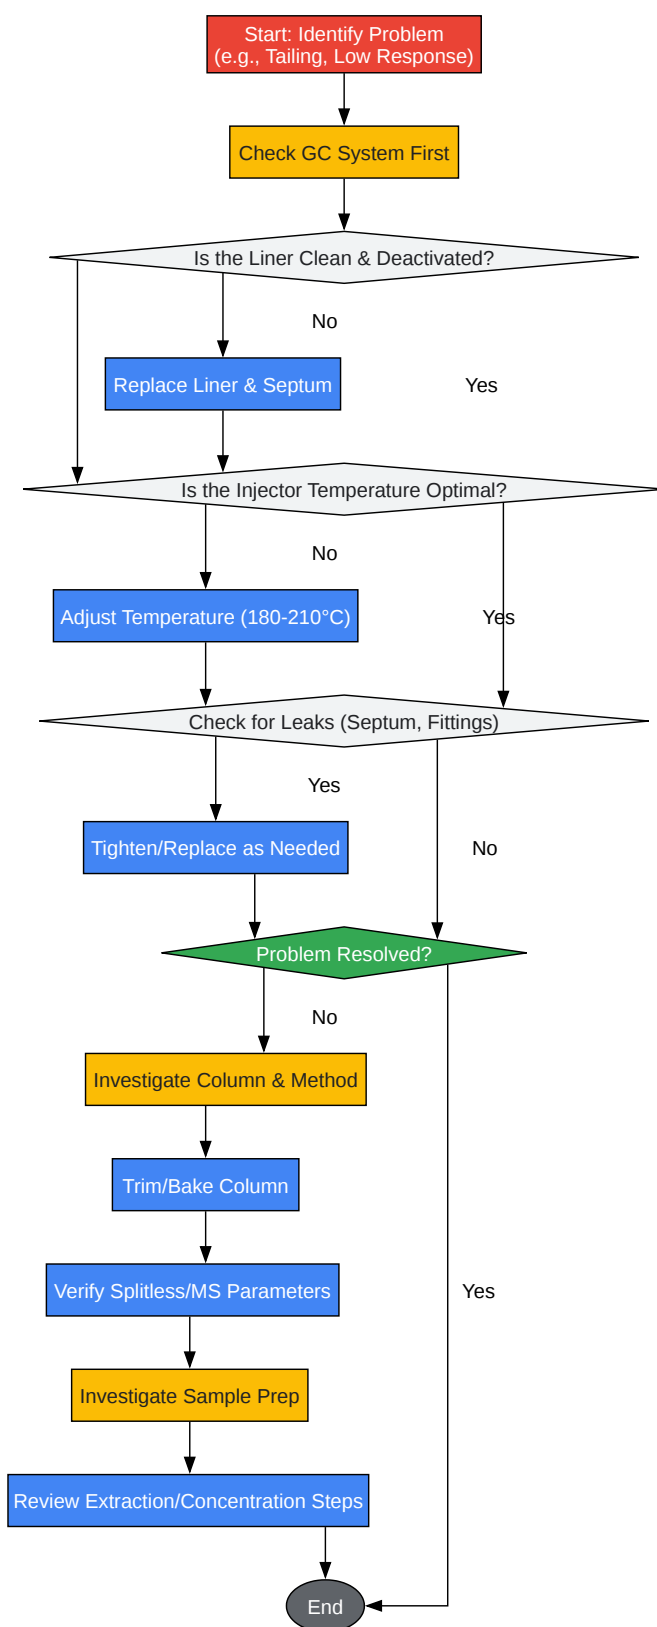 Start: Identify Problem
(e.g., Tailing, Low Response)
Check GC System First
Is the Liner Clean & Deactivated?
No
Replace Liner & Septum
Yes
Is the Injector Temperature Optimal?
No
Adjust Temperature (180-210°C)
Yes
Check for Leaks (Septum, Fittings)
Yes
Tighten/Replace as Needed
No
Problem Resolved?
No
Investigate Column & Method
Trim/Bake Column
Verify Splitless/MS Parameters
Yes
Investigate Sample Prep
Review Extraction/Concentration Steps
End